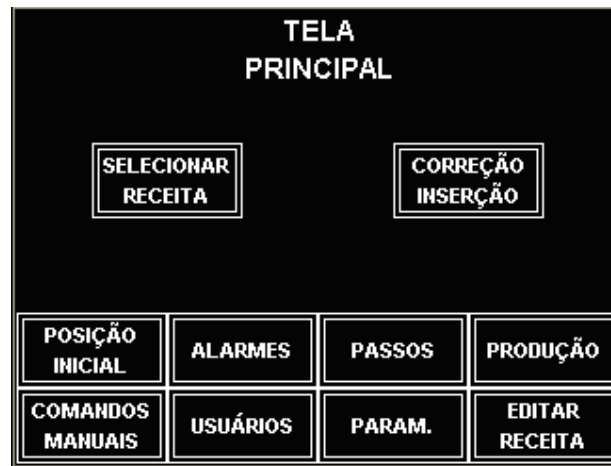 TELA
PRINCIPAL
SELECIONAR
RECEITA
CORREÇÃO
INSERÇÃO
POSIÇÃO
INICIAL
ALARMES
PASSOS
PRODUÇÃO
COMANDOS
MANUAIS
USUÁRIOS
PARAM.
EDITAR
RECEITA